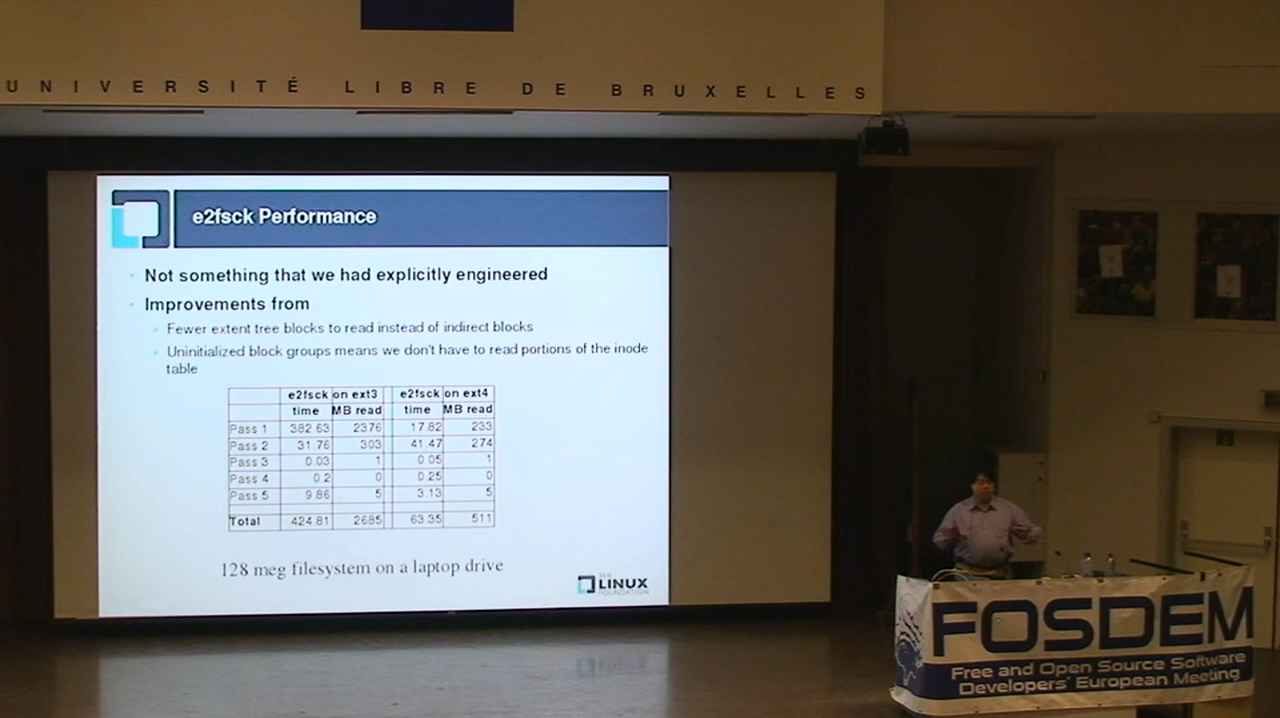 UNIVERSITÉ LIBRE DE BRUXELLES
e2fsck Performance
Not something that we had explicitly engineered
Improvements from
Fewer extent tree blocks to read instead of indirect blocks
Uninitialized block groups means we don't have to read portions of the inode
table
e2fsck on ext3 e2fsck on ext4
time MB read time MB read
Pass 1 382.63 2376 17.82 233
Pass 2 31.76 303 41.47 274
Pass 3 0.03 1 0.05 1
Pass 4 0.2 0 0.25 0
Pass 5 9.86 5 3.13 5
Total 424.81 2685 63.35 511
128 meg filesystem on a laptop drive
THE
LINUX
FOUNDATION
FOSDEM
Free and Open Source Software
Developers' European Meeting